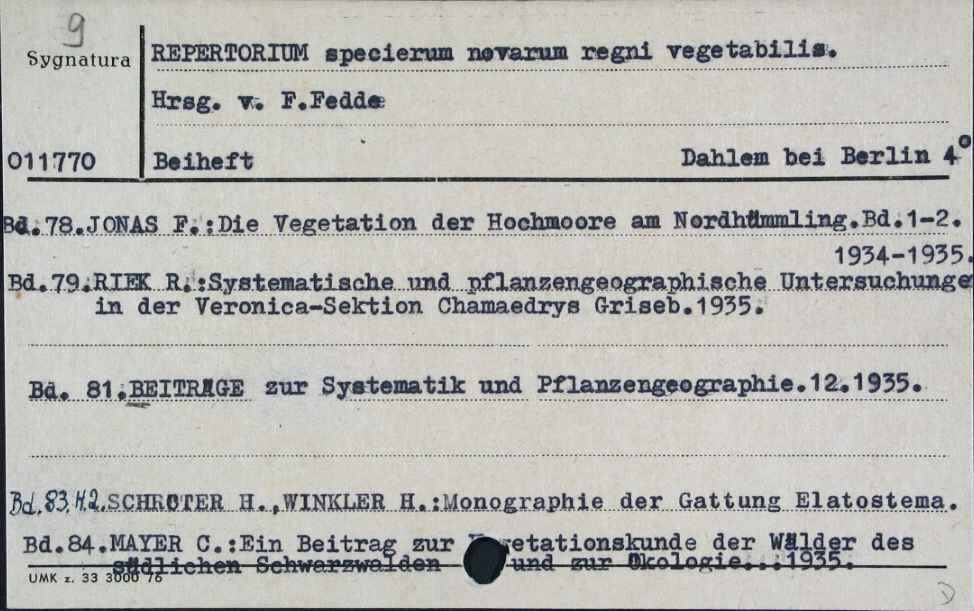 9
Sygnatura
REPERTORIUM specierum novarum regni vegetabilis.
Hrsg. v. F.Fedde
011770
Beiheft Dahlem bei Berlin 4°
Bd.78.JONAS F.:Die Vegetation der Hochmoore am Nordhümmling.Bd.1-2.
1934-1935.
Bd.79.RIEK R.:Systematische und pflanzengeographische Untersuchunge
in der Veronica-Sektion Chamaedrys Griseb.1935.
Bd. 81.BEITRÄGE zur Systematik und Pflanzengeographie.12.1935.
Bd.83.H.2.SCHRÖTER H.,WINKLER H.:Monographie der Gattung Elatostema.
Bd.84.MAYER C.:Ein Beitrag zur etationskunde der Wälder des
südlichen Schwarzwalden und zur Ökologie...1935.
UMK z. 33 3000 76